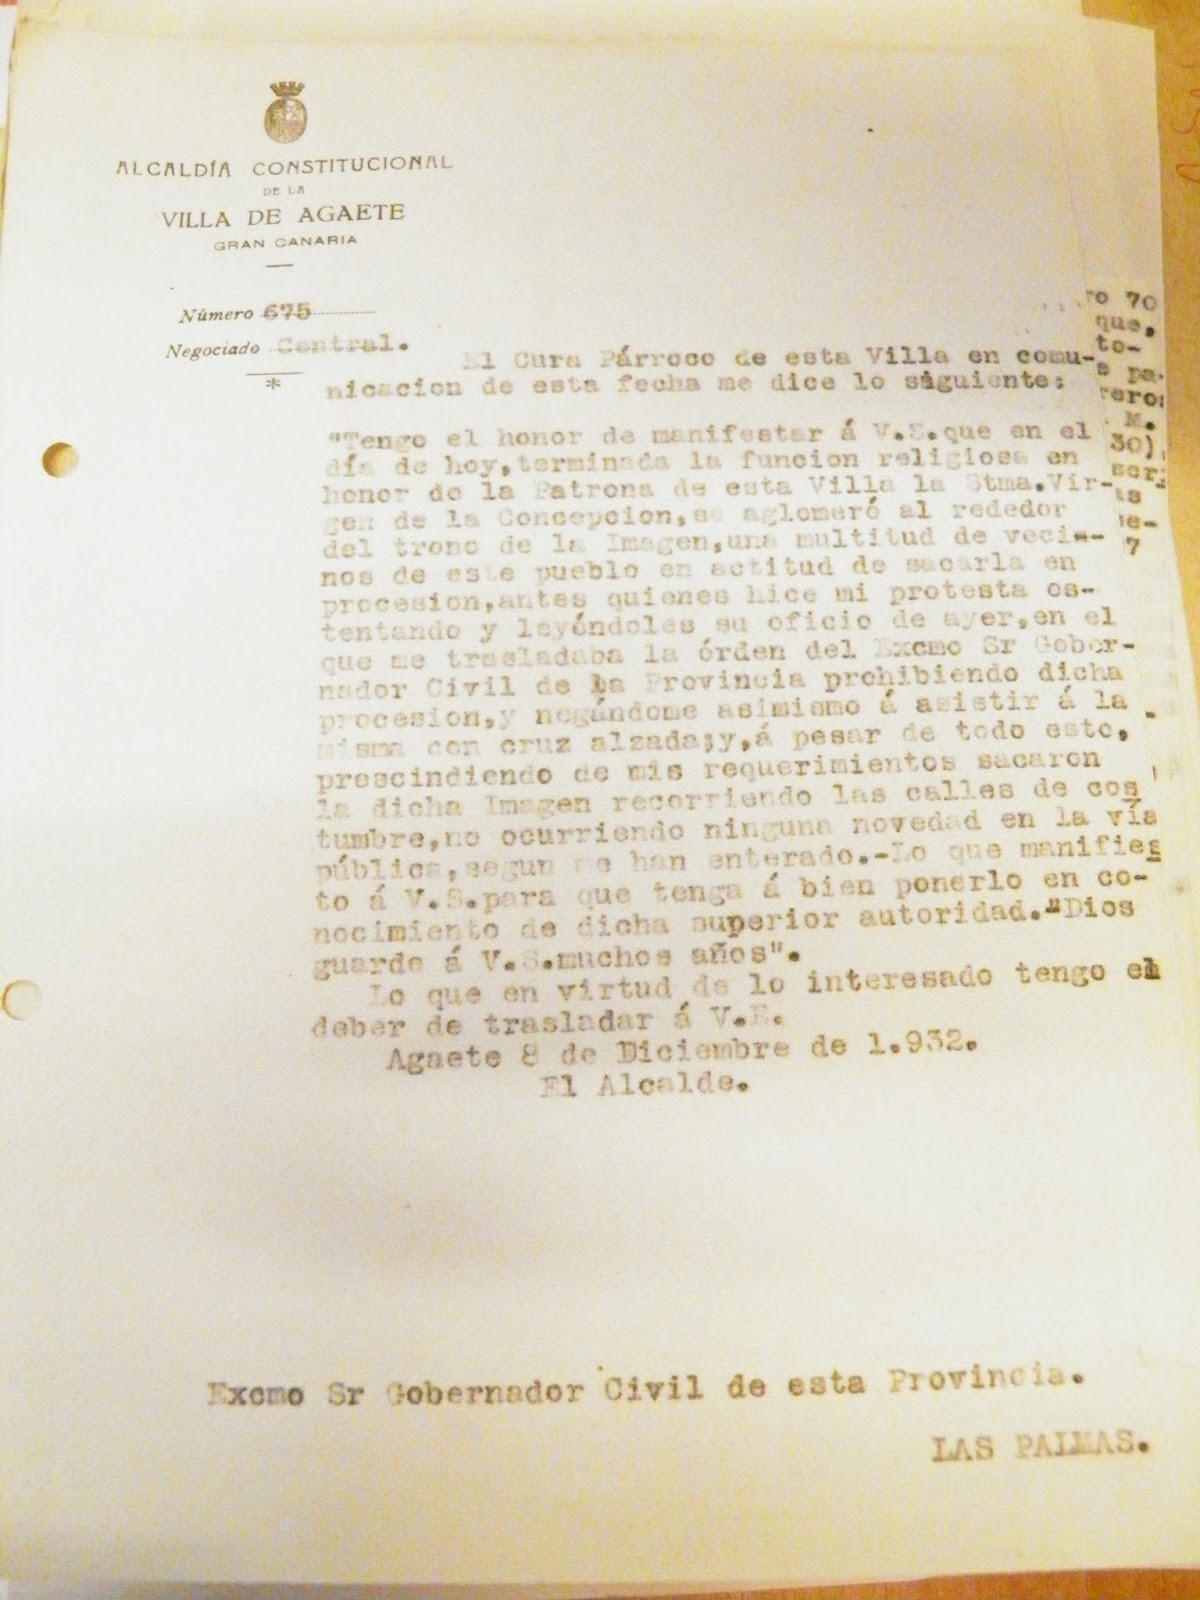 ALCALDÍA CONSTITUCIONAL
DE LA
VILLA DE AGAETE
GRAN CANARIA
Número 675
Negociado Central.
El Cura Párroco de esta Villa en comu-
nicacion de esta fecha me dice lo siguiente;
"Tengo el honor de manifestar á V.S.que en el
día de hoy,terminada la funcion religiosa en
honor de la Patrona de esta Villa la Stma.Vir-
gen de la Concepcion,se aglomeró al rededor
del trono de la Imagen,una multitud de veci--
nos de este pueblo en actitud de sacarla en
procesion,antes quienes hice mi protesta os-
tentando y leyéndoles su oficio de ayer,en el
que me trasladaba la órden del Excmo Sr Gober-
nador Civil de la Provincia prohibiendo dicha
procesion,y negándome asimismo á asistir á la
misma con cruz alzada;y,á pesar de todo esto,
prescindiendo de mis requerimientos sacaron
la dicha Imagen recorriendo las calles de cos
tumbre,no ocurriendo ninguna novedad en la vía
pública,segun me han enterado.-Lo que manifies
to á V.S.para que tenga á bien ponerlo en co-
nocimiento de dicha superior autoridad."Dios
guarde á V.S.muchos años".
Lo que en virtud de lo interesado tengo el
deber de trasladar á V.E.
Agaete 8 de Diciembre de 1.932.
El Alcalde.
Excmo Sr Gobernador Civil de esta Provincia.
LAS PALMAS.
70
que,
to-
pa-
rero:
M.
30)
7